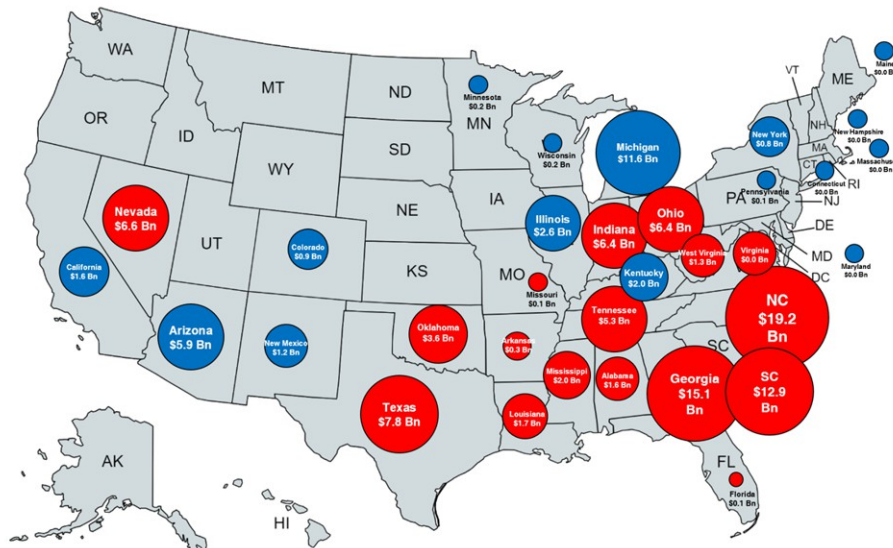 WA
OR
ID
MT
ND
SD
WY
NE
UT
KS
IA
MN
MO
PA
ME
VT
NH
MA
CT
RI
NJ
DE
MD
DC
SC
FL
AK
HI
Maine
$0.0 Bn
New Hampshire
$0.0 Bn
Massachus
$0.0 Bn
Connecticut
$0.0 Bn
Minnesota
$0.2 Bn
Wisconsin
$0.2 Bn
Michigan
$11.6 Bn
New York
$0.8 Bn
Pennsylvania
$0.1 Bn
Nevada
$6.6 Bn
California
$1.6 Bn
Colorado
$0.9 Bn
Illinois
$2.6 Bn
Indiana
$6.4 Bn
Ohio
$6.4 Bn
West Virginia
$1.3 Bn
Virginia
$0.0 Bn
Maryland
$0.0 Bn
Kentucky
$2.0 Bn
Missouri
$0.1 Bn
Arizona
$5.9 Bn
New Mexico
$1.2 Bn
Oklahoma
$3.6 Bn
Arkansas
$0.3 Bn
Tennessee
$5.3 Bn
NC
$19.2
Bn
Mississippi
$2.0 Bn
Alabama
$1.6 Bn
Georgia
$15.1
Bn
SC
$12.9
Bn
Texas
$7.8 Bn
Louisiana
$1.7 Bn
Florida
$0.1 Bn